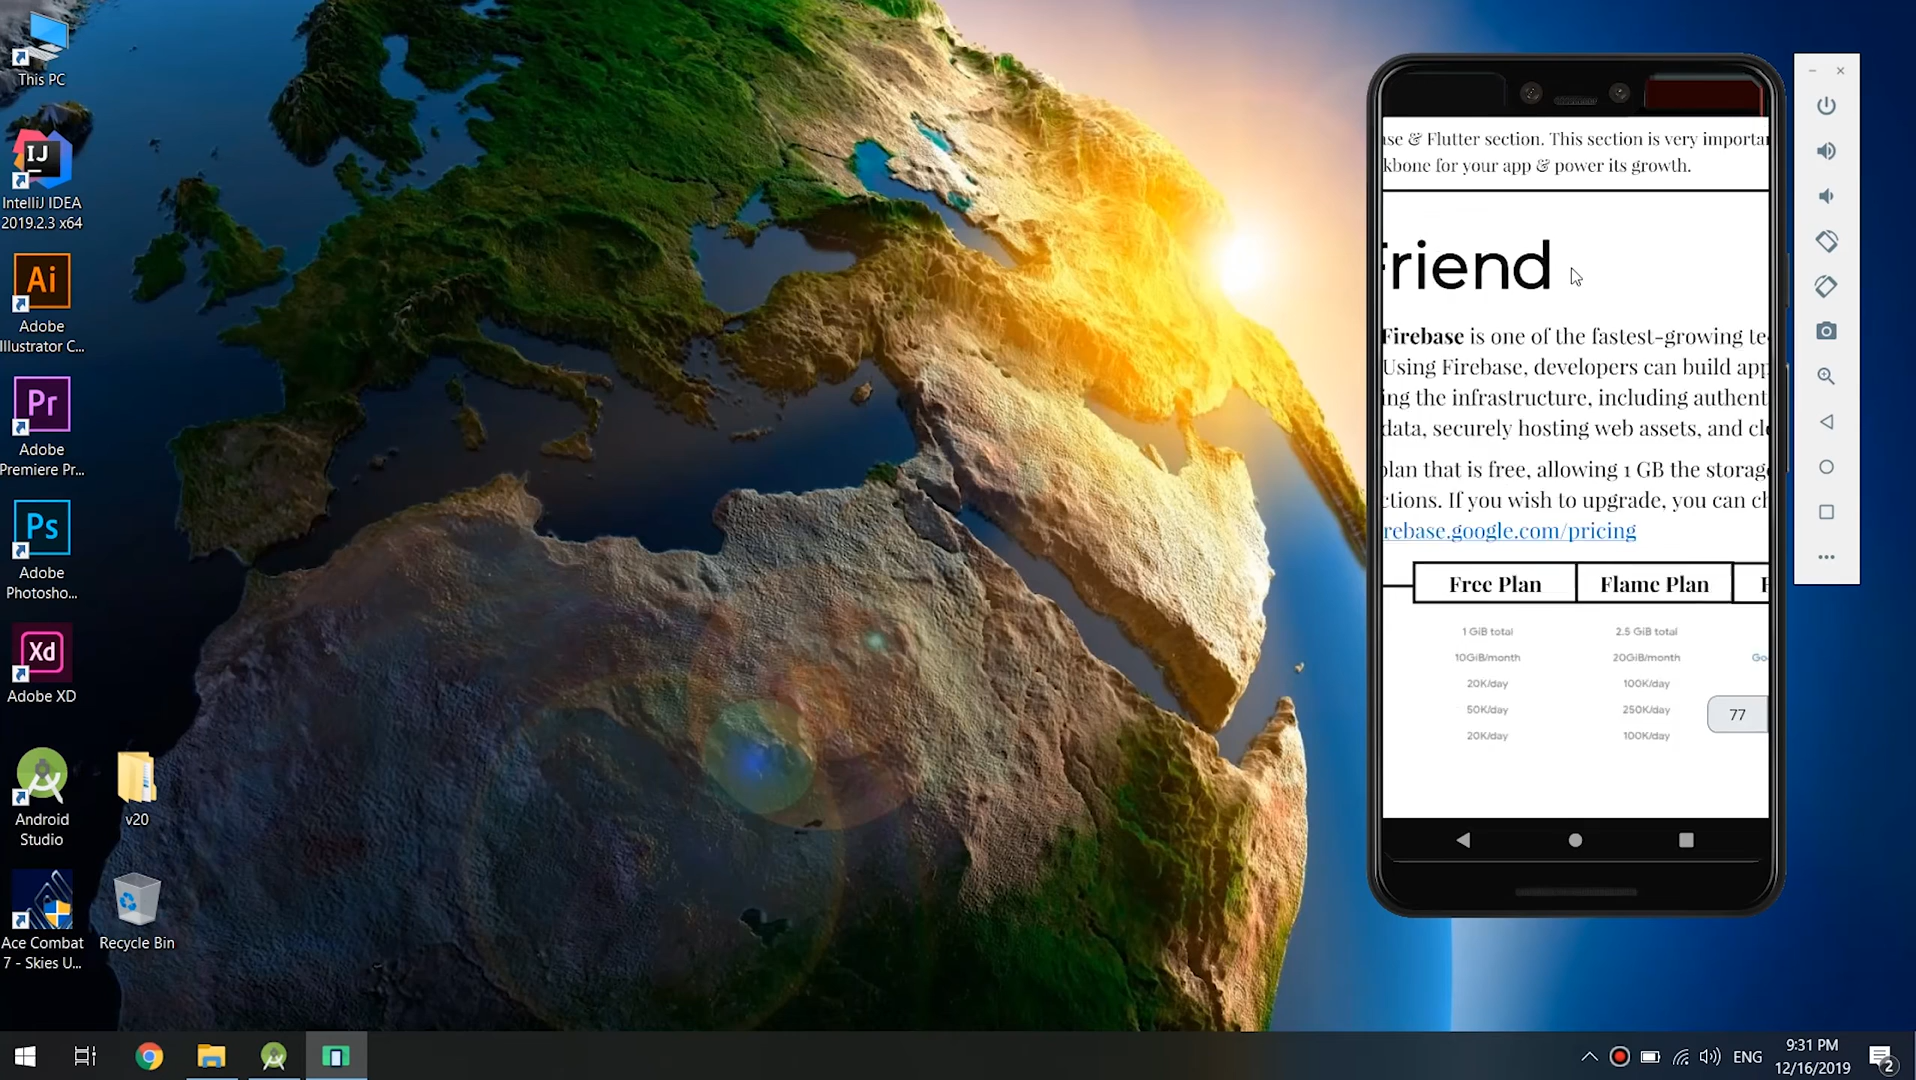 This PC
IJ
IntelliJ IDEA
2019.2.3 x64
Ai
Adobe
Illustrator C...
Pr
Adobe
Premiere Pr...
Ps
Adobe
Photosho...
Xd
Adobe XD
Android
Studio
v20
Ace Combat
7 - Skies U...
Recycle Bin
se & Flutter section. This section is very importa
kbone for your app & power its growth.
Friend
Firebase is one of the fastest-growing te
Using Firebase, developers can build app
ing the infrastructure, including authent
data, securely hosting web assets, and cl
plan that is free, allowing 1 GB the storage
ctions. If you wish to upgrade, you can ch
rebase.google.com/pricing
Free Plan Flame Plan
1 GiB total 2.5 GiB total
10GiB/month 20GiB/month Go
20K/day 100K/day
50K/day 250K/day
77
20K/day 100K/day
ENG
9:31 PM
12/16/2019
2